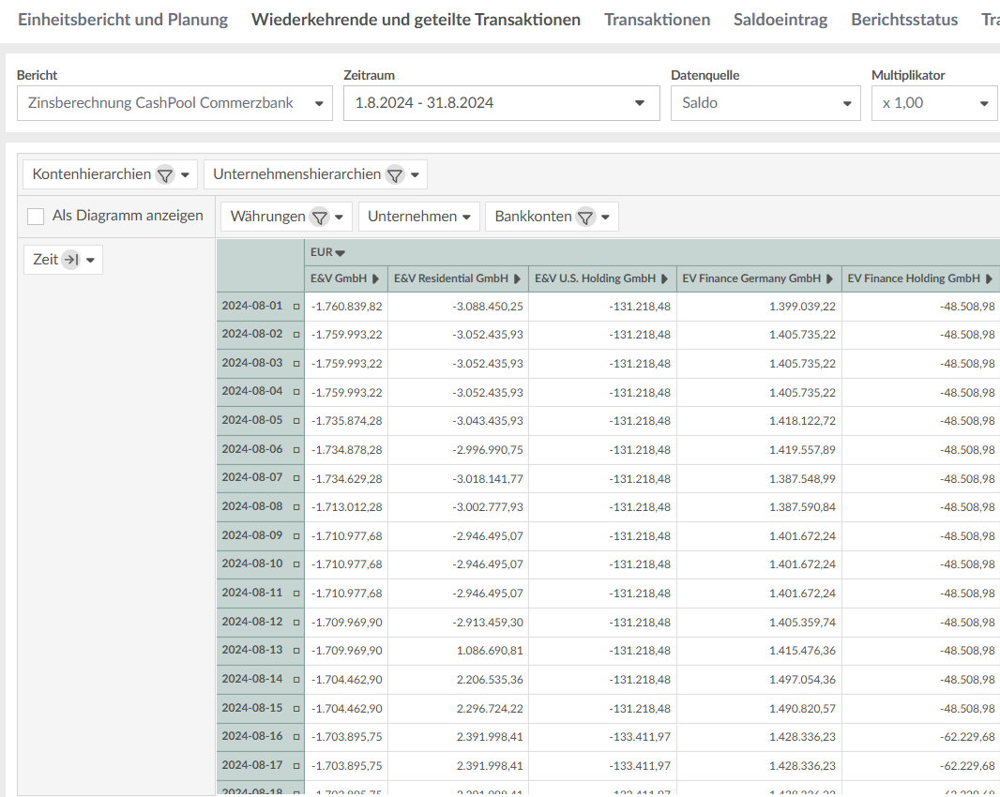 Einheitsbericht und Planung Wiederkehrende und geteilte Transaktionen Transaktionen Saldoeintrag Berichtsstatus
Bericht Zeitraum Datenquelle Multiplikator
Zinsberechnung CashPool Commerzbank 1.8.2024 - 31.8.2024 Saldo x 1,00
Kontenhierarchien Unternehmenshierarchien
Als Diagramm anzeigen Währungen Unternehmen Bankkonten
Zeit EUR
E&V GmbH E&V Residential GmbH E&V U.S. Holding GmbH EV Finance Germany GmbH EV Finance Holding GmbH
2024-08-01 -1.760.839,82 -3.088.450,25 -131.218,48 1.399.039,22 -48.508,98
2024-08-02 -1.759.993,22 -3.052.435,93 -131.218,48 1.405.735,22 -48.508,98
2024-08-03 -1.759.993,22 -3.052.435,93 -131.218,48 1.405.735,22 -48.508,98
2024-08-04 -1.759.993,22 -3.052.435,93 -131.218,48 1.405.735,22 -48.508,98
2024-08-05 -1.735.874,28 -3.043.435,93 -131.218,48 1.418.122,72 -48.508,98
2024-08-06 -1.734.878,28 -2.996.990,75 -131.218,48 1.419.557,89 -48.508,98
2024-08-07 -1.734.629,28 -3.018.141,77 -131.218,48 1.387.548,99 -48.508,98
2024-08-08 -1.713.012,28 -3.002.777,93 -131.218,48 1.387.590,84 -48.508,98
2024-08-09 -1.710.977,68 -2.946.495,07 -131.218,48 1.401.672,24 -48.508,98
2024-08-10 -1.710.977,68 -2.946.495,07 -131.218,48 1.401.672,24 -48.508,98
2024-08-11 -1.710.977,68 -2.946.495,07 -131.218,48 1.401.672,24 -48.508,98
2024-08-12 -1.709.969,90 -2.913.459,30 -131.218,48 1.405.359,74 -48.508,98
2024-08-13 -1.709.969,90 1.086.690,81 -131.218,48 1.415.476,36 -48.508,98
2024-08-14 -1.704.462,90 2.206.535,36 -131.218,48 1.497.054,36 -48.508,98
2024-08-15 -1.704.462,90 2.296.724,22 -131.218,48 1.490.820,57 -48.508,98
2024-08-16 -1.703.895,75 2.391.998,41 -133.411,97 1.428.336,23 -62.229,68
2024-08-17 -1.703.895,75 2.391.998,41 -133.411,97 1.428.336,23 -62.229,68